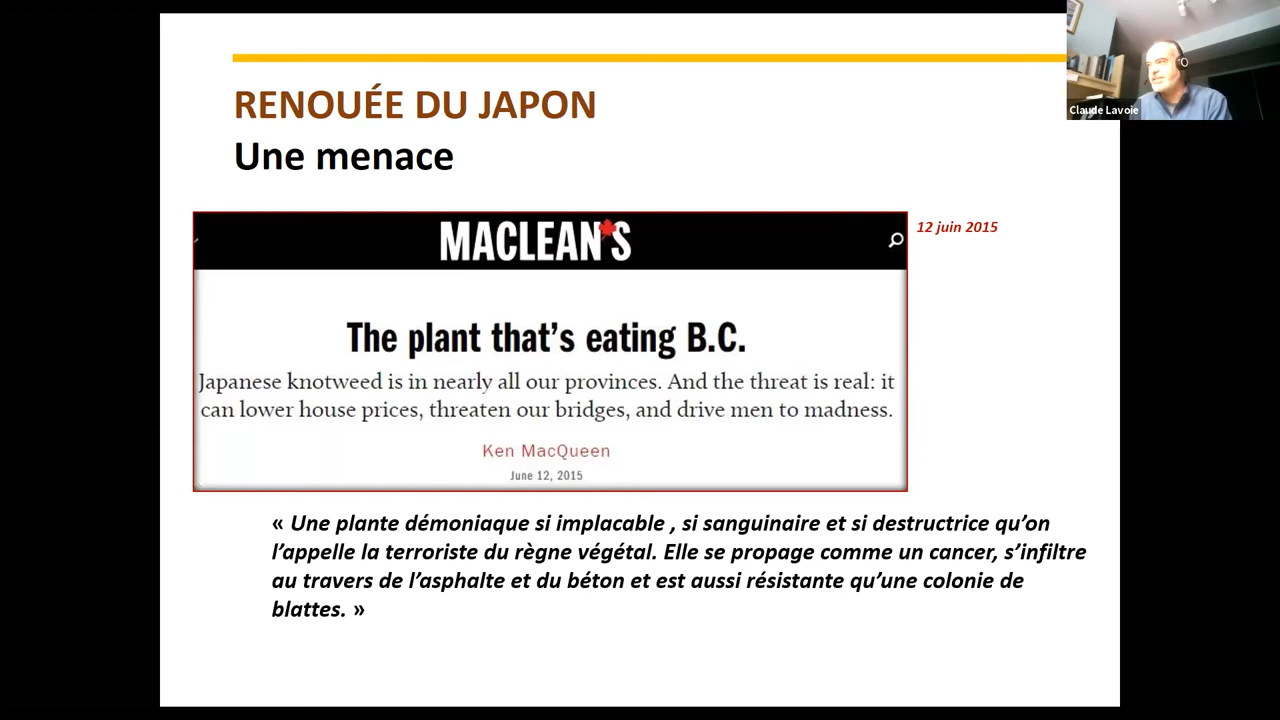 RENOUÉE DU JAPON
Une menace
Claude Lavoie
MACLEAN'S
12 juin 2015
The plant that's eating B.C.
Japanese knotweed is in nearly all our provinces. And the threat is real: it
can lower house prices, threaten our bridges, and drive men to madness.
Ken MacQueen
June 12, 2015
« Une plante démoniaque si implacable , si sanguinaire et si destructrice qu’on
l’appelle la terroriste du règne végétal. Elle se propage comme un cancer, s’infiltre
au travers de l’asphalte et du béton et est aussi résistante qu’une colonie de
blattes. »